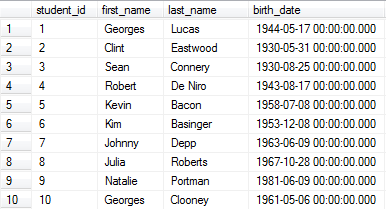 student_id first_name last_name birth_date
1 1 Georges Lucas 1944-05-17 00:00:00.000
2 2 Clint Eastwood 1930-05-31 00:00:00.000
3 3 Sean Connery 1930-08-25 00:00:00.000
4 4 Robert De Niro 1943-08-17 00:00:00.000
5 5 Kevin Bacon 1958-07-08 00:00:00.000
6 6 Kim Basinger 1953-12-08 00:00:00.000
7 7 Johnny Depp 1963-06-09 00:00:00.000
8 8 Julia Roberts 1967-10-28 00:00:00.000
9 9 Natalie Portman 1981-06-09 00:00:00.000
10 10 Georges Clooney 1961-05-06 00:00:00.000